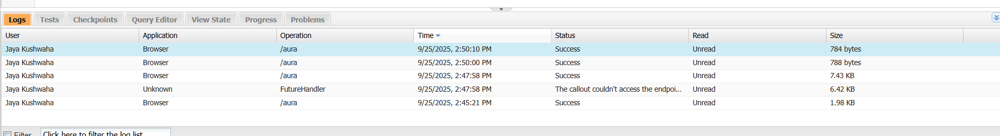 Logs Tests Checkpoints Query Editor View State Progress Problems
User Application Operation Time Status Read Size
Jaya Kushwaha Browser /aura 9/25/2025, 2:50:10 PM Success Unread 784 bytes
Jaya Kushwaha Browser /aura 9/25/2025, 2:50:00 PM Success Unread 788 bytes
Jaya Kushwaha Browser /aura 9/25/2025, 2:47:58 PM Success Unread 7.43 KB
Jaya Kushwaha Unknown FutureHandler 9/25/2025, 2:47:58 PM The callout couldn't access the endpoi... Unread 6.42 KB
Jaya Kushwaha Browser /aura 9/25/2025, 2:45:21 PM Success Unread 1.98 KB
Filter Click here to filter the log list